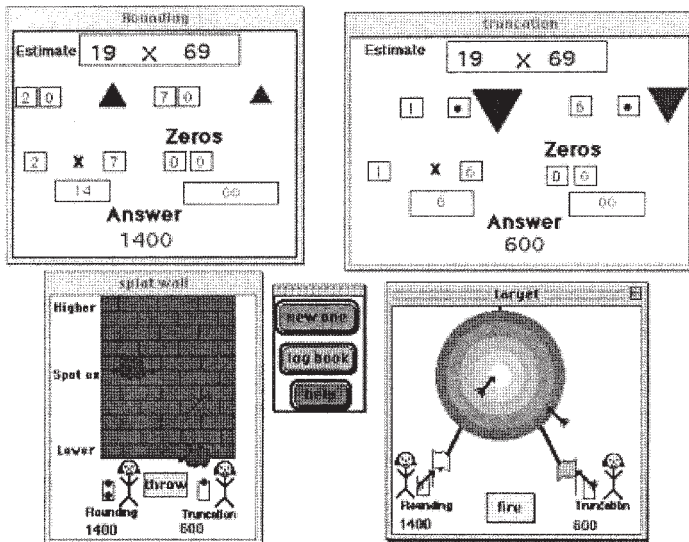 Rounding
Estimate 19 X 69
2 0 7 0
Zeros
2 x 7 0 0
14 00
Answer
1400
truncation
Estimate 19 X 69
1 • 6 •
Zeros
1 x 6 0 0
6 00
Answer
600
splat wall
Higher
Spot on
Lower
throw
Rounding Truncation
1400 600
new one
log book
help
target
Rounding Truncation
fire
1400 600